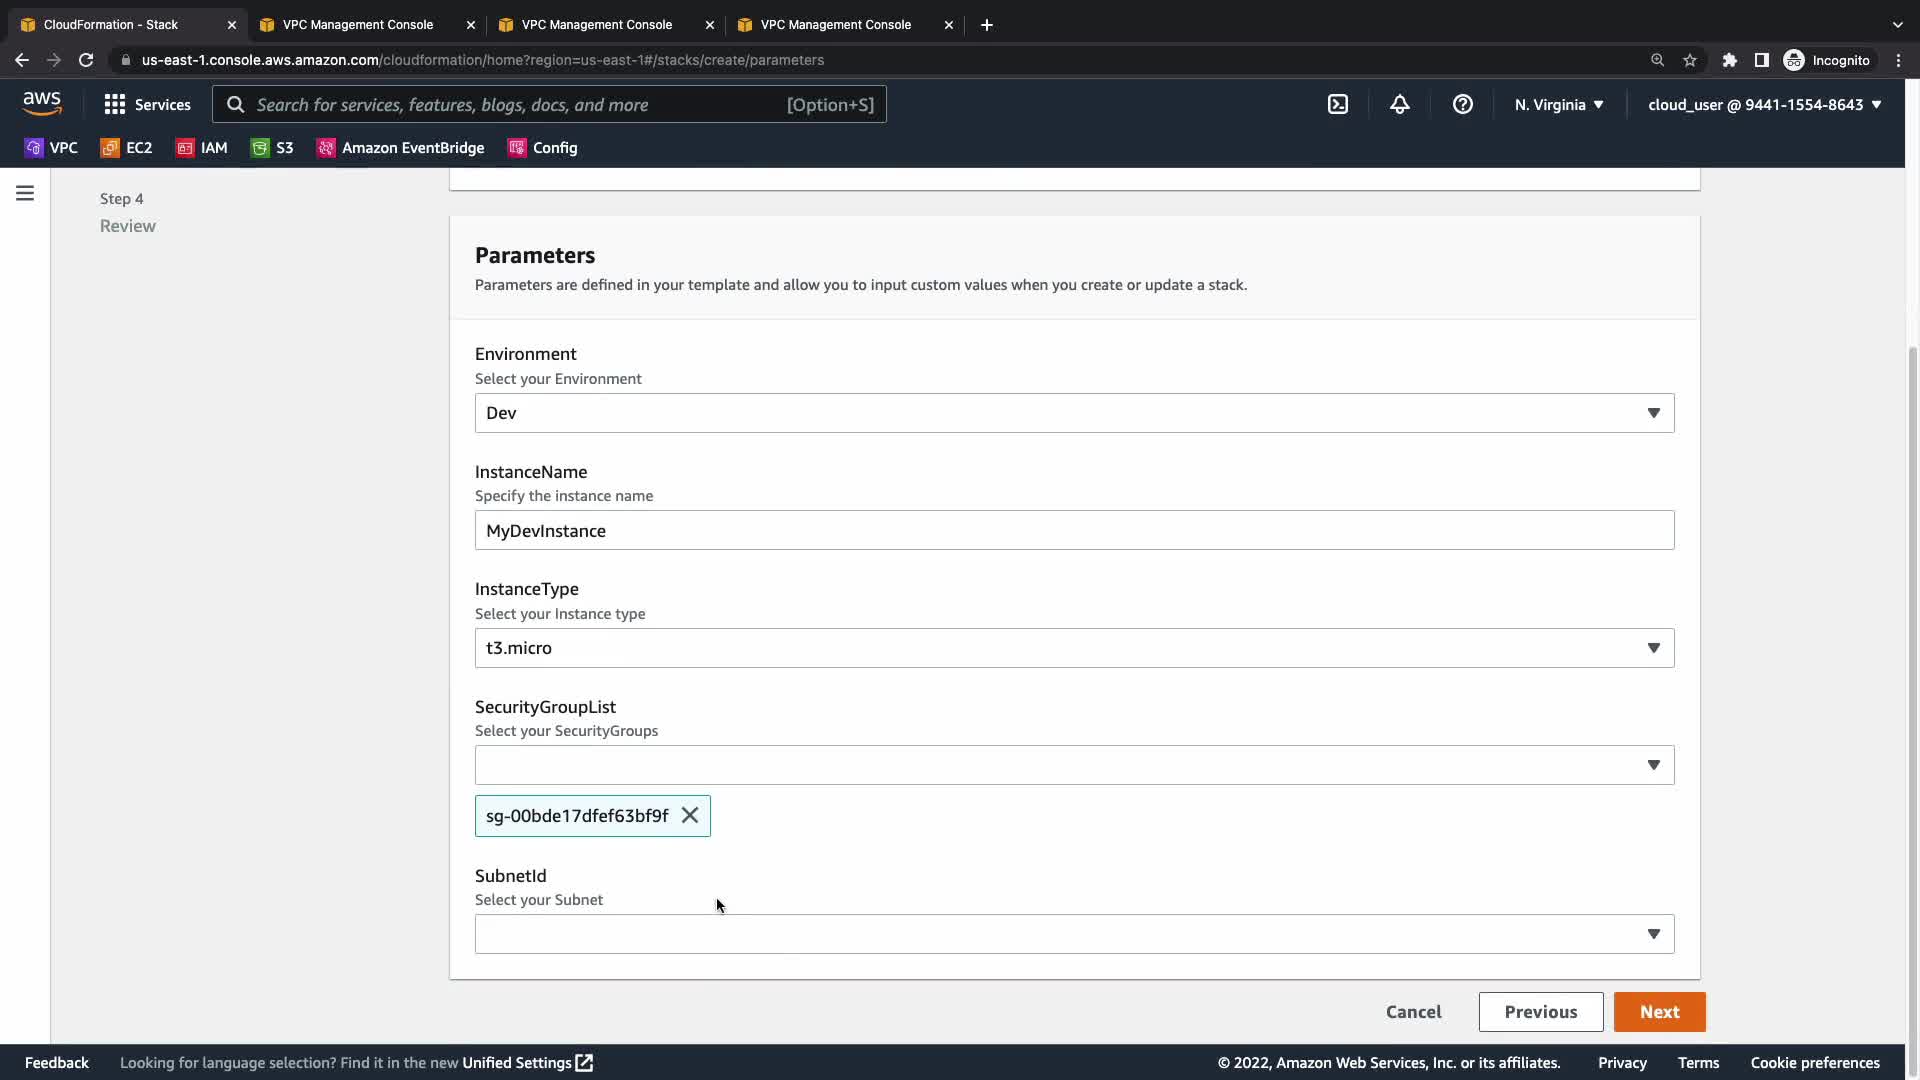 CloudFormation - Stack
VPC Management Console
VPC Management Console
VPC Management Console
us-east-1.console.aws.amazon.com/cloudformation/home?region=us-east-1#/stacks/create/parameters
Incognito
aws
Services
Search for services, features, blogs, docs, and more
[Option+S]
N. Virginia
cloud_user @ 9441-1554-8643
VPC
EC2
IAM
S3
Amazon EventBridge
Config
Step 4
Review
Parameters
Parameters are defined in your template and allow you to input custom values when you create or update a stack.
Environment
Select your Environment
Dev
InstanceName
Specify the instance name
MyDevInstance
InstanceType
Select your Instance type
t3.micro
SecurityGroupList
Select your SecurityGroups
sg-00bde17dfef63bf9f
SubnetId
Select your Subnet
Cancel
Previous
Next
Feedback
Looking for language selection? Find it in the new Unified Settings
© 2022, Amazon Web Services, Inc. or its affiliates.
Privacy
Terms
Cookie preferences